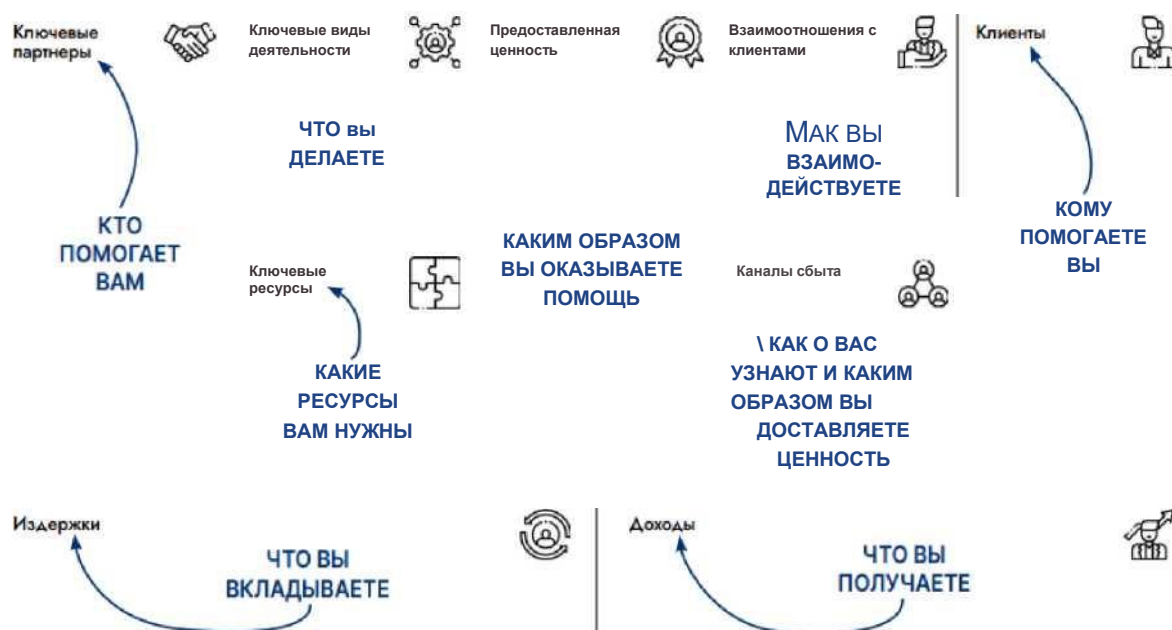 Ключевые
партнеры
Ключевые виды
деятельности
Предоставленная
ценность
Взаимоотношения с
клиентами
Клиенты
ЧТО вы
ДЕЛАЕТЕ
МАК ВЫ
ВЗАИМО-
ДЕЙСТВУЕТЕ
КТО
ПОМОГАЕТ
ВАМ
КАКИМ ОБРАЗОМ
ВЫ ОКАЗЫВАЕТЕ
ПОМОЩЬ
КОМУ
ПОМОГАЕТЕ
ВЫ
Ключевые
ресурсы
Каналы сбыта
КАКИЕ
РЕСУРСЫ
ВАМ НУЖНЫ
\ КАК О ВАС
УЗНАЮТ И КАКИМ
ОБРАЗОМ ВЫ
ДОСТАВЛЯЕТЕ
ЦЕННОСТЬ
Издержки
ЧТО ВЫ
ВКЛАДЫВАЕТЕ
Доходы
ЧТО ВЫ
ПОЛУЧАЕТЕ